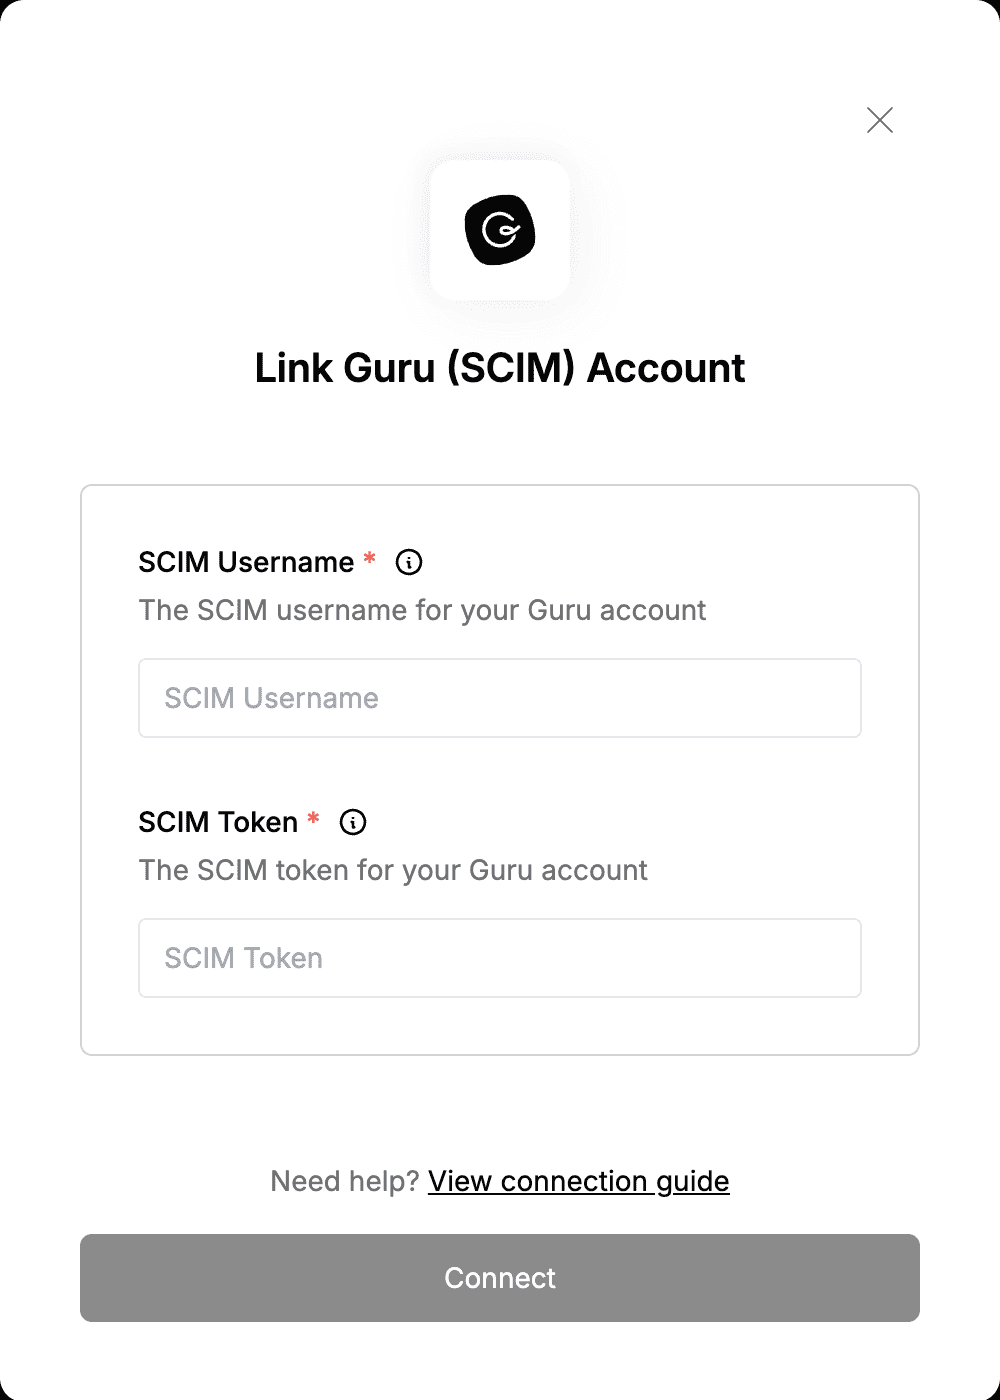 Link Guru (SCIM) Account
SCIM Username *
The SCIM username for your Guru account
SCIM Username
SCIM Token *
The SCIM token for your Guru account
SCIM Token
Need help? View connection guide
Connect